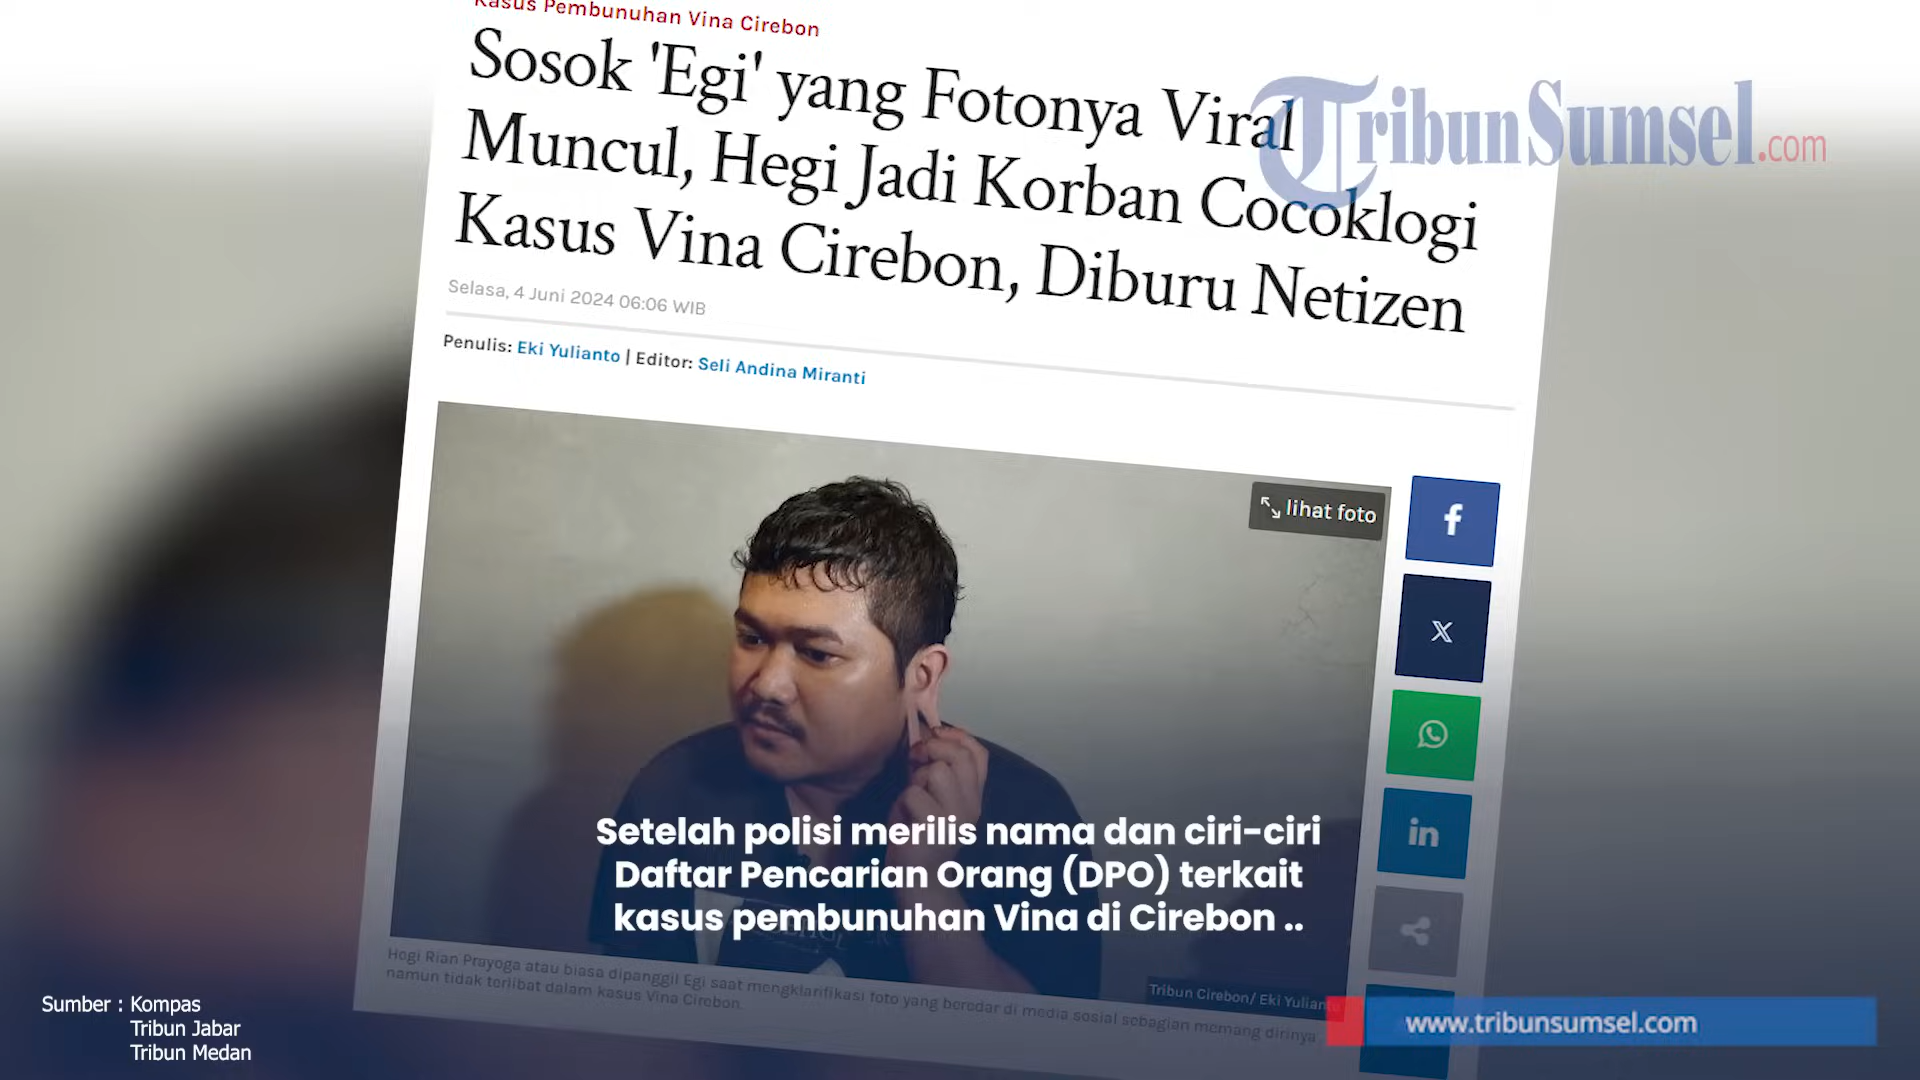 Kasus Pembunuhan Vina Cirebon
Sosok 'Egi' yang Fotonya Viral
Muncul, Hegi Jadi Korban Cocoklogi
Kasus Vina Cirebon, Diburu Netizen
TribunSumsel.com
Selasa, 4 Juni 2024 06:06 WIB
Penulis: Eki Yulianto | Editor: Seli Andina Miranti
lihat foto
Setelah polisi merilis nama dan ciri-ciri
Daftar Pencarian Orang (DPO) terkait
kasus pembunuhan Vina di Cirebon ..
Tribun Cirebon/ Eki Yulianto
Hegi Rian Prayoga atau biasa dipanggil Egi saat mengklarifikasi foto yang beredar di media sosial sebagian memang dirinya
namun tidak terlibat dalam kasus Vina Cirebon.
Sumber : Kompas
Tribun Jabar
Tribun Medan
www.tribunsumsel.com